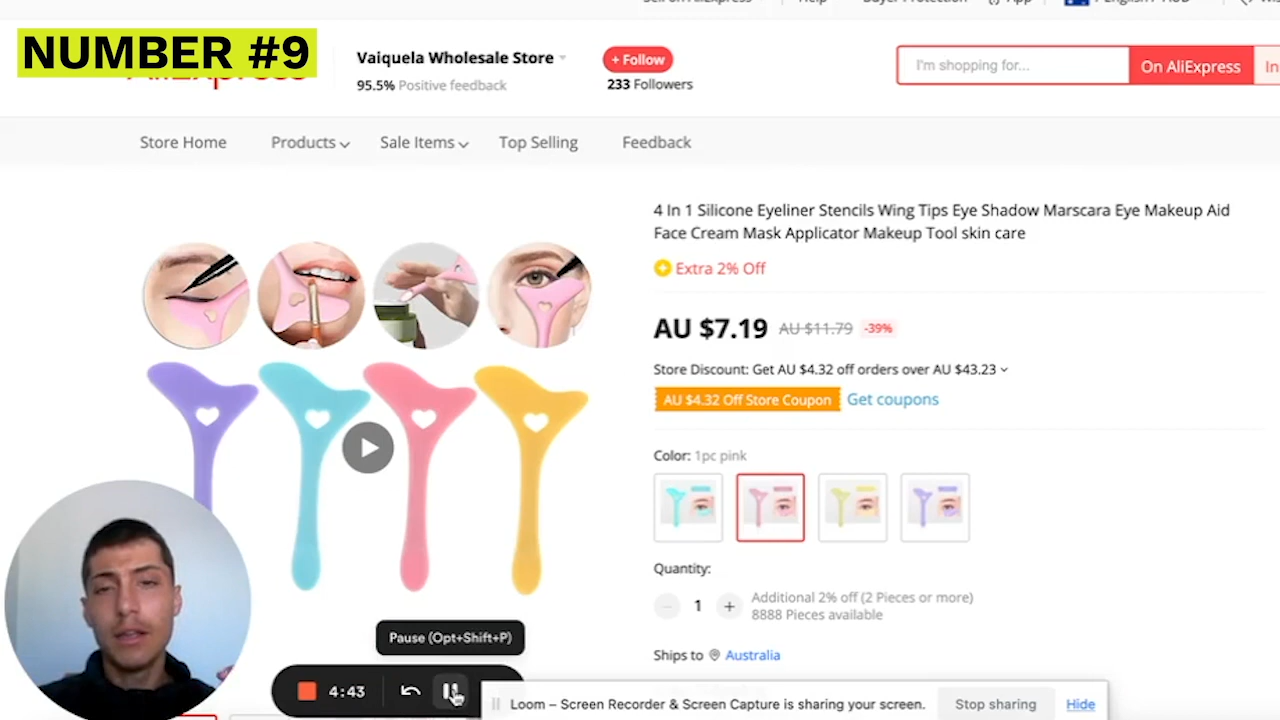 Help
Buyer Protection
App
NUMBER #9
Vaiquela Wholesale Store
+ Follow
I'm shopping for...
On AliExpress
In
95.5% Positive feedback
233 Followers
Store Home
Products
Sale Items
Top Selling
Feedback
4 In 1 Silicone Eyeliner Stencils Wing Tips Eye Shadow Marscara Eye Makeup Aid
Face Cream Mask Applicator Makeup Tool skin care
Extra 2% Off
AU $7.19 AU $11.79 -39%
Store Discount: Get AU $4.32 off orders over AU $43.23
AU $4.32 Off Store Coupon Get coupons
Color: 1pc pink
Quantity:
1
Additional 2% off (2 Pieces or more)
8888 Pieces available
Pause (Opt+Shift+P)
Ships to Australia
4:43
Loom – Screen Recorder & Screen Capture is sharing your screen.
Stop sharing
Hide